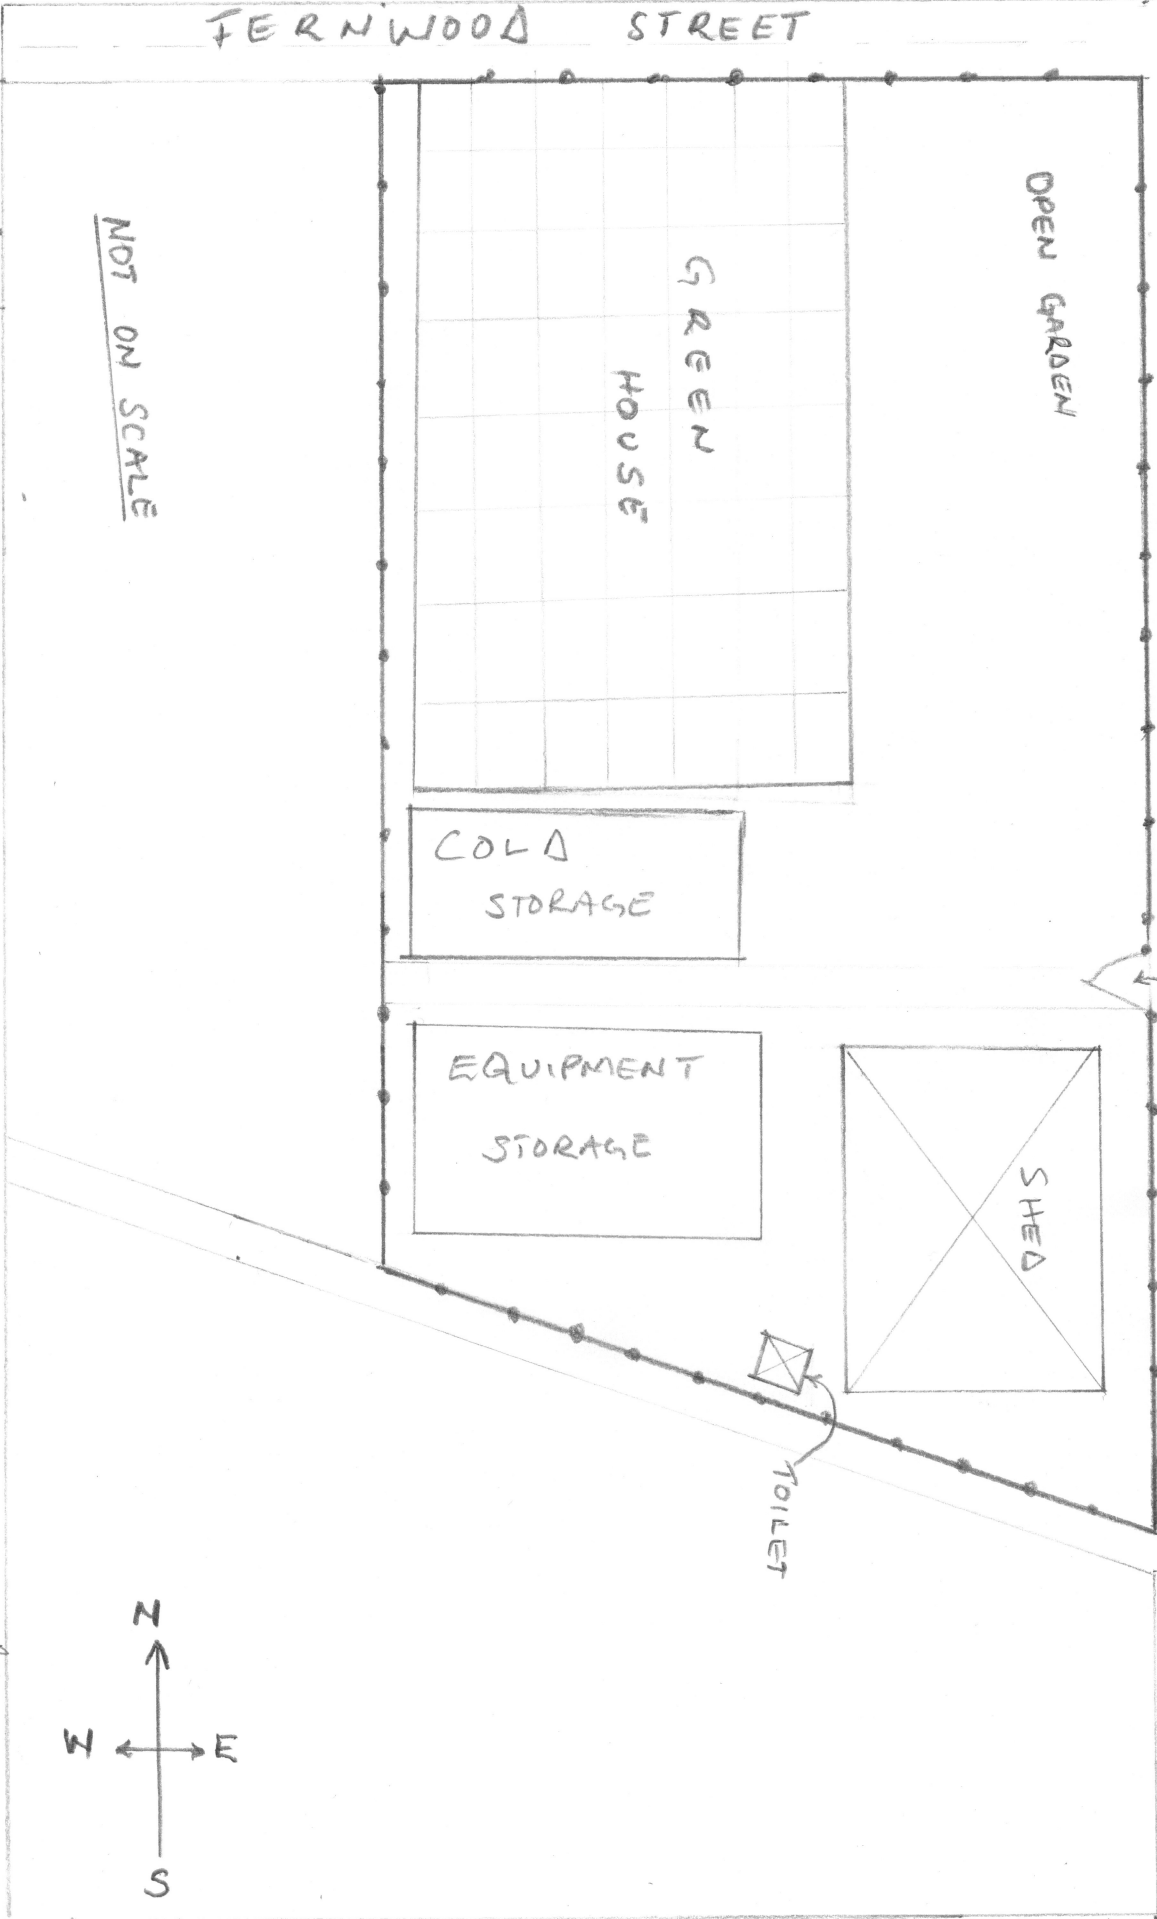 FERNWOOD STREET
OPEN GARDEN
GREEN
HOUSE
NOT ON SCALE
COLD
STORAGE
EQUIPMENT
STORAGE
SHED
TOILET
N
W E
S